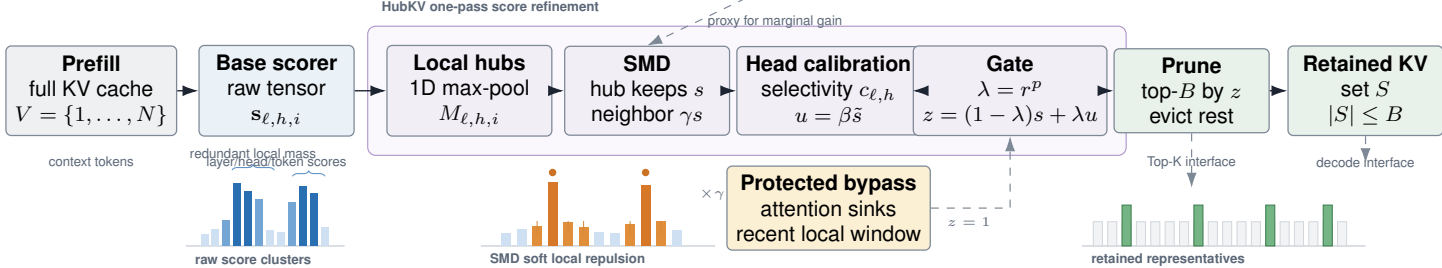 HubKV one-pass score refinement
proxy for marginal gain
Prefill
full KV cache
V = {1, . . . , N}
Base scorer
raw tensor
s_{ℓ,h,i}
Local hubs
1D max-pool
M_{ℓ,h,i}
SMD
hub keeps s
neighbor γs
Head calibration
selectivity c_{ℓ,h}
u = βs̃
Gate
λ = r^p
z = (1 − λ)s + λu
Prune
top-B by z
evict rest
Retained KV
set S
|S| ≤ B
context tokens
redundant local mass
layer/head/token scores
Top-K interface
decode interface
× γ
Protected bypass
attention sinks
recent local window
z = 1
raw score clusters
SMD soft local repulsion
retained representatives